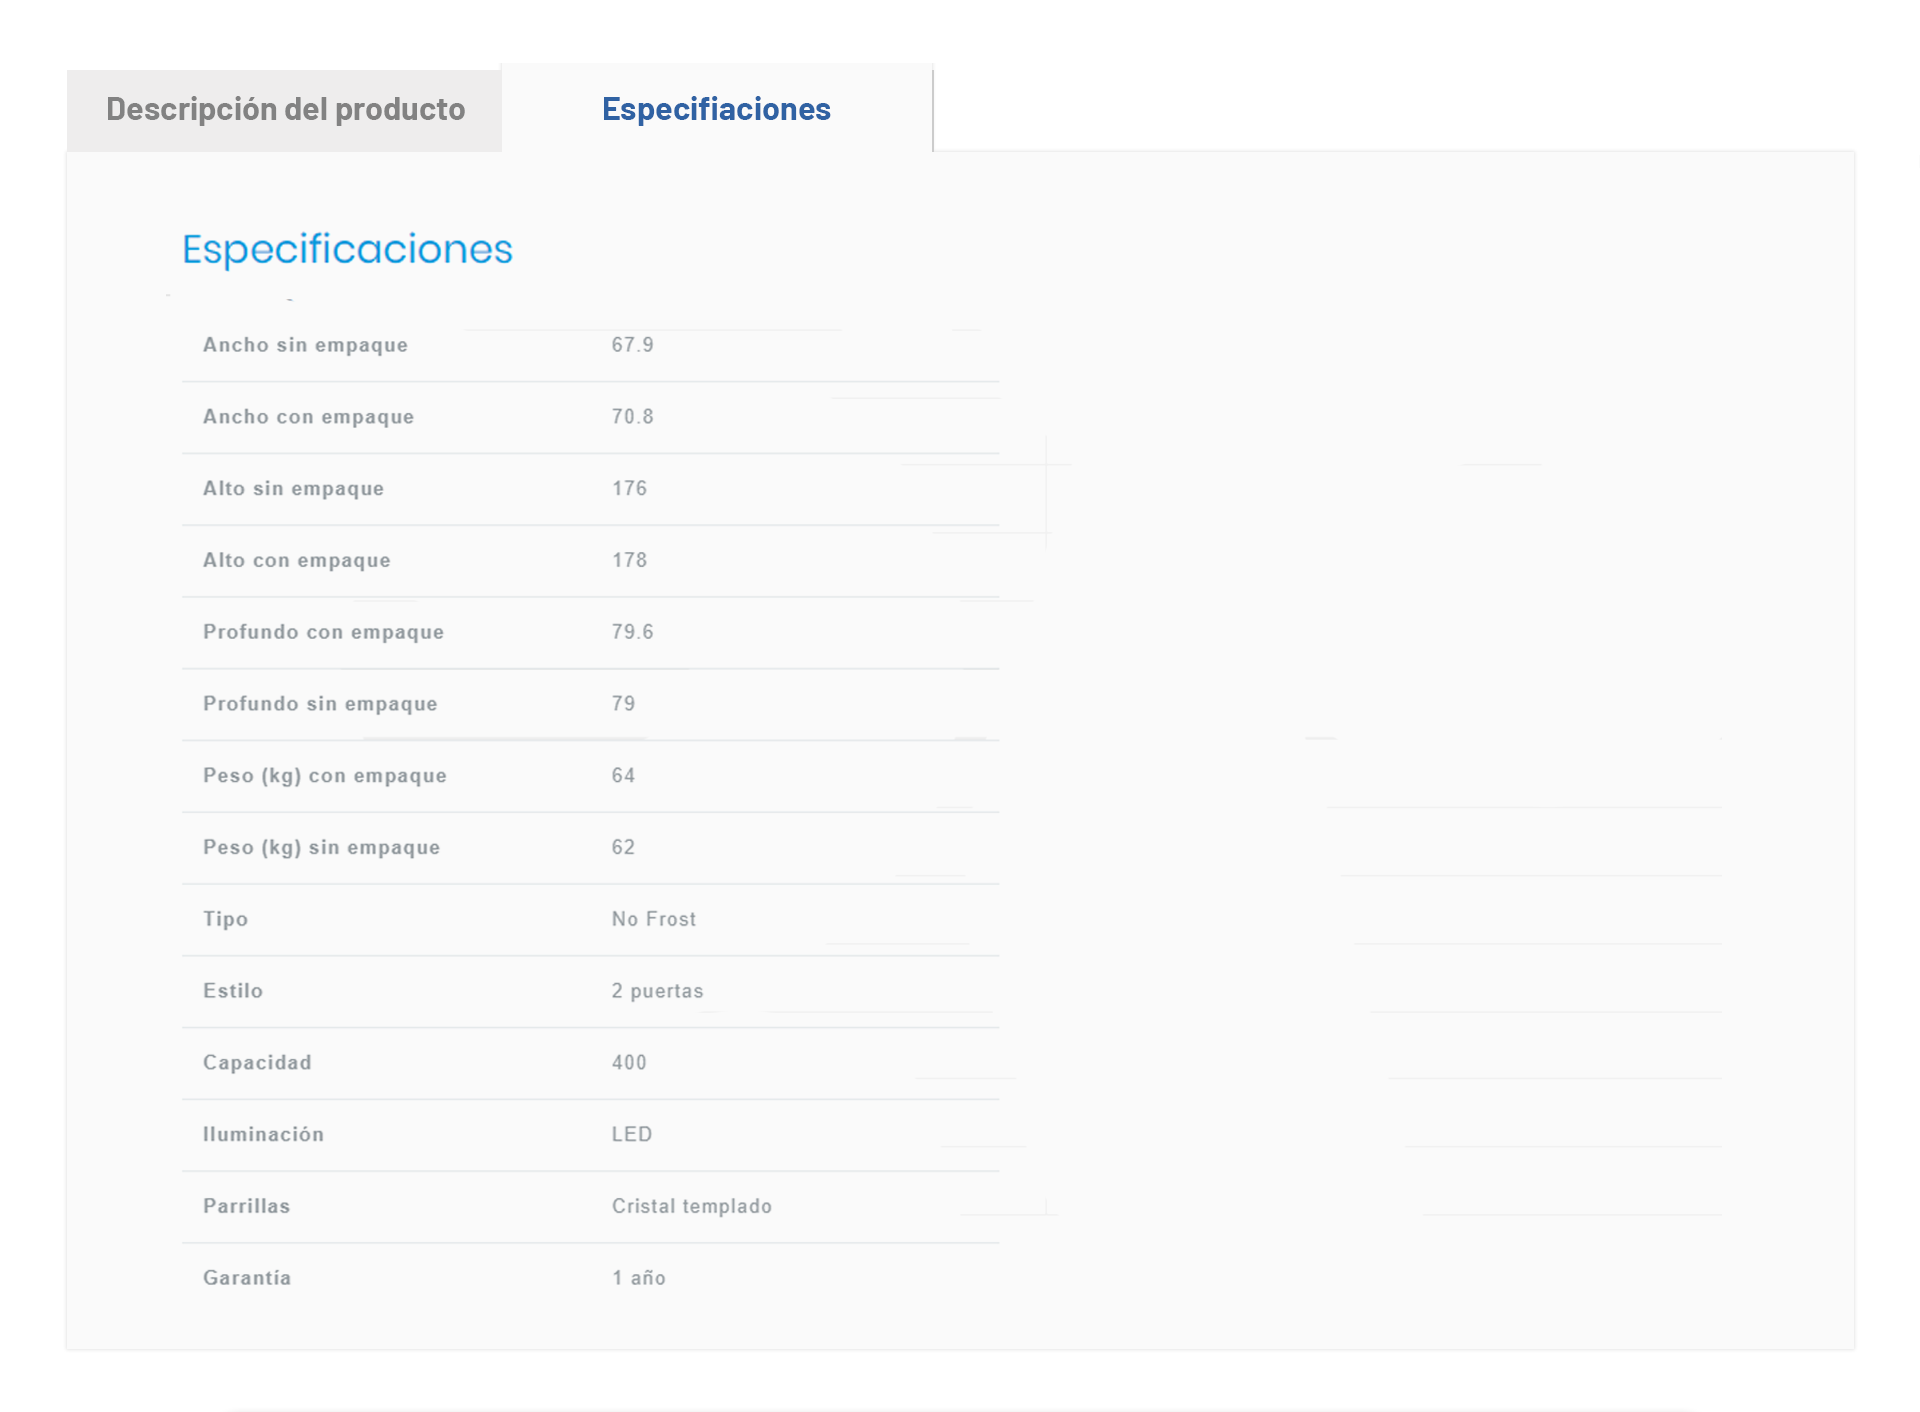 Descripción del producto Especifiaciones
Especificaciones
Ancho sin empaque 67.9
Ancho con empaque 70.8
Alto sin empaque 176
Alto con empaque 178
Profundo con empaque 79.6
Profundo sin empaque 79
Peso (kg) con empaque 64
Peso (kg) sin empaque 62
Tipo No Frost
Estilo 2 puertas
Capacidad 400
Iluminación LED
Parrillas Cristal templado
Garantía 1 año